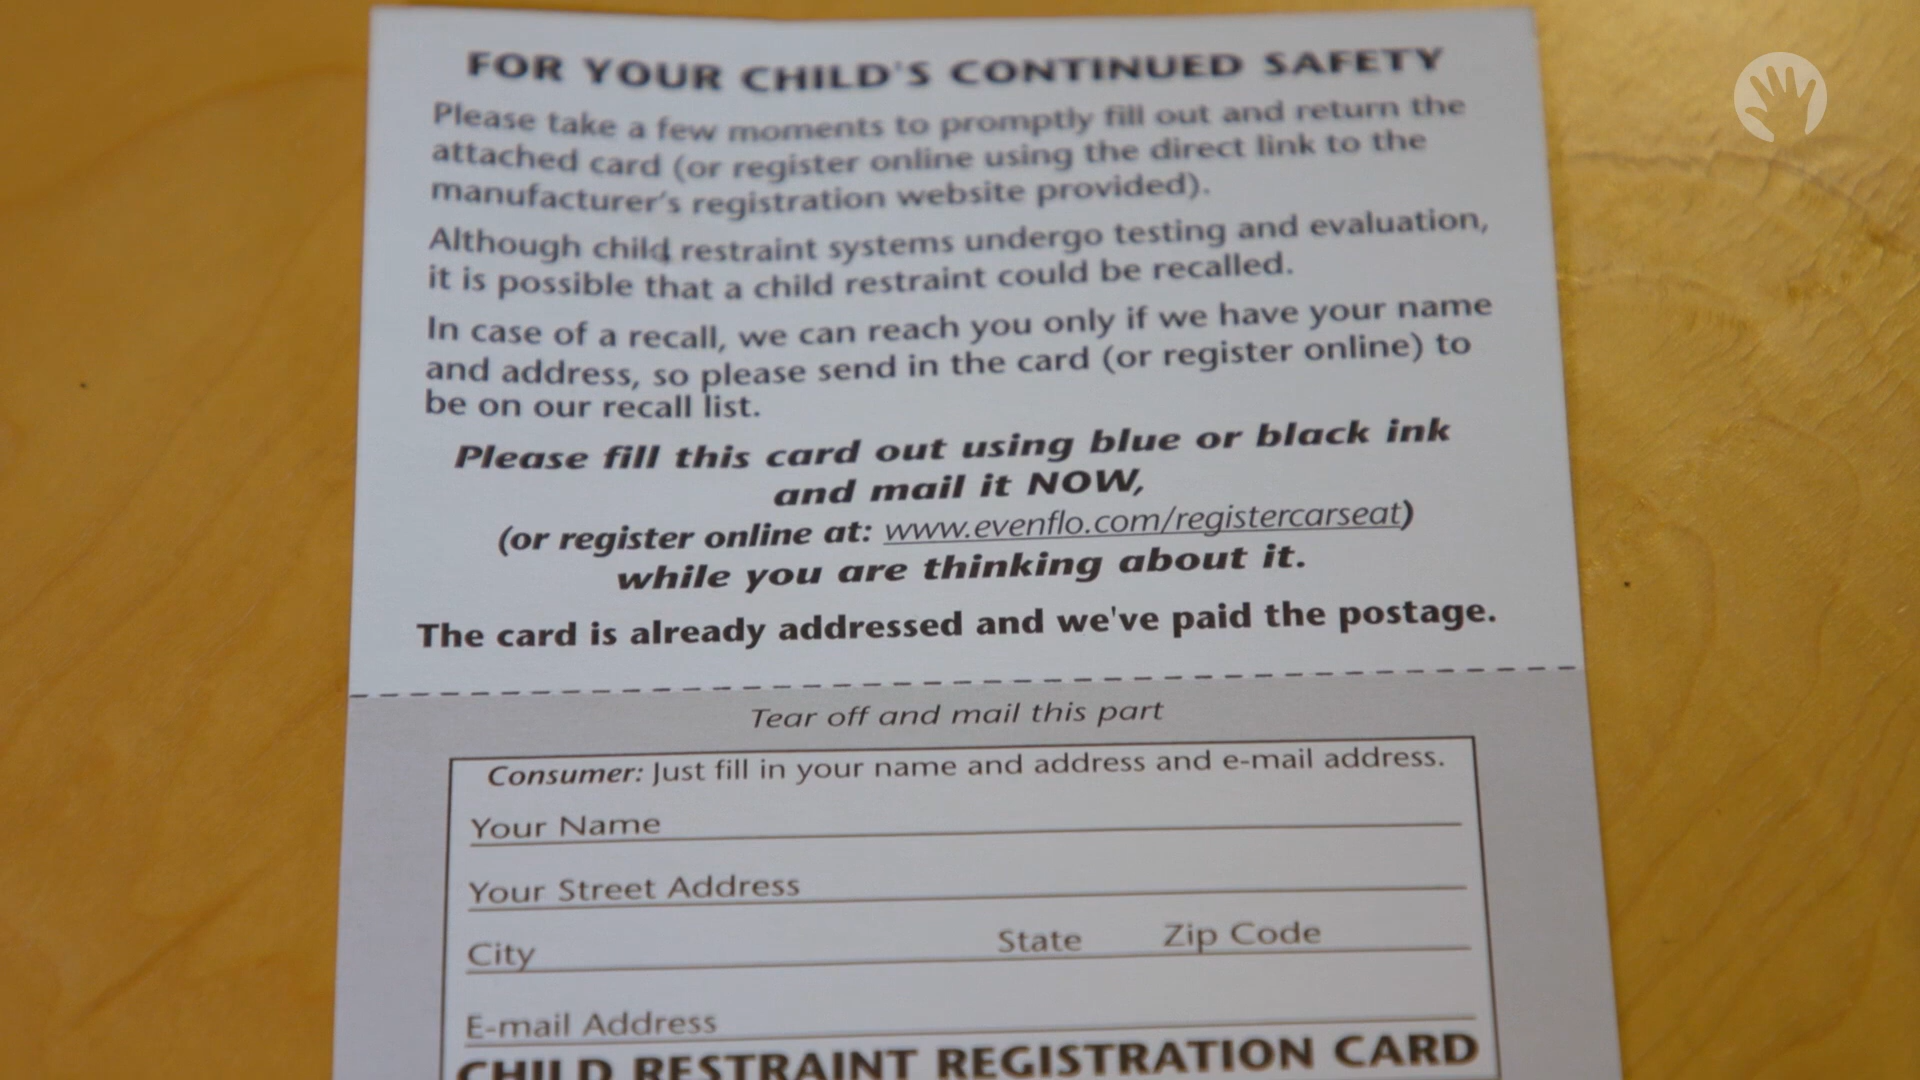 FOR YOUR CHILD'S CONTINUED SAFETY
Please take a few moments to promptly fill out and return the
attached card (or register online using the direct link to the
manufacturer's registration website provided).
Although child restraint systems undergo testing and evaluation,
it is possible that a child restraint could be recalled.
In case of a recall, we can reach you only if we have your name
and address, so please send in the card (or register online) to
be on our recall list.
Please fill this card out using blue or black ink
and mail it NOW,
(or register online at: www.evenflo.com/registercarseat)
while you are thinking about it.
The card is already addressed and we've paid the postage.
Tear off and mail this part
Consumer: Just fill in your name and address and e-mail address.
Your Name
Your Street Address
City State Zip Code
E-mail Address
CHILD RESTRAINT REGISTRATION CARD